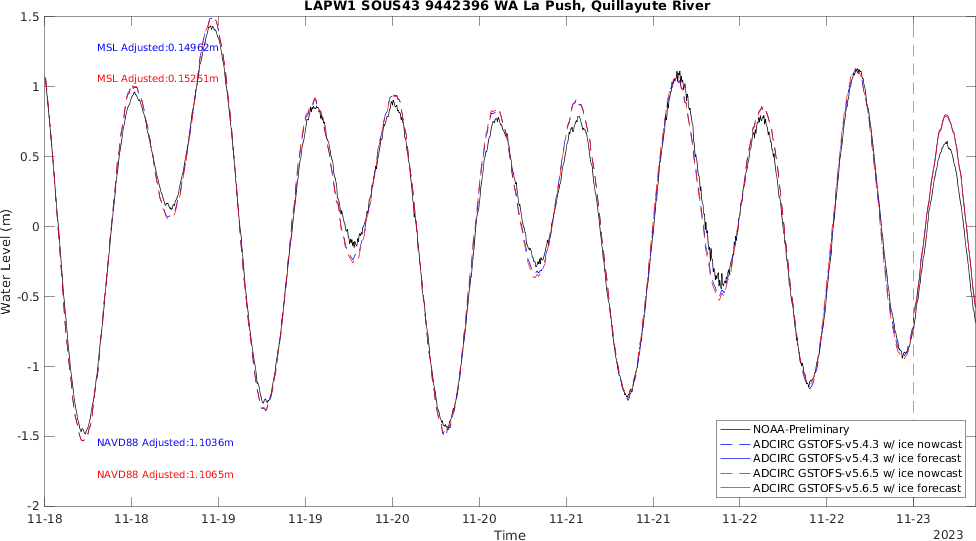 LAPW1 SOUS43 9442396 WA La Push, Quillayute River
1.5
1
0.5
0
-0.5
-1
-1.5
-2
Water Level (m)
MSL Adjusted:0.14962m
MSL Adjusted:0.15251m
NAVD88 Adjusted:1.1036m
NAVD88 Adjusted:1.1065m
NOAA-Preliminary
ADCIRC GSTOFS-v5.4.3 w/ ice nowcast
ADCIRC GSTOFS-v5.4.3 w/ ice forecast
ADCIRC GSTOFS-v5.6.5 w/ ice nowcast
ADCIRC GSTOFS-v5.6.5 w/ ice forecast
11-18 11-18 11-19 11-19 11-20 11-20 11-21 11-21 11-22 11-22 11-23
Time
2023